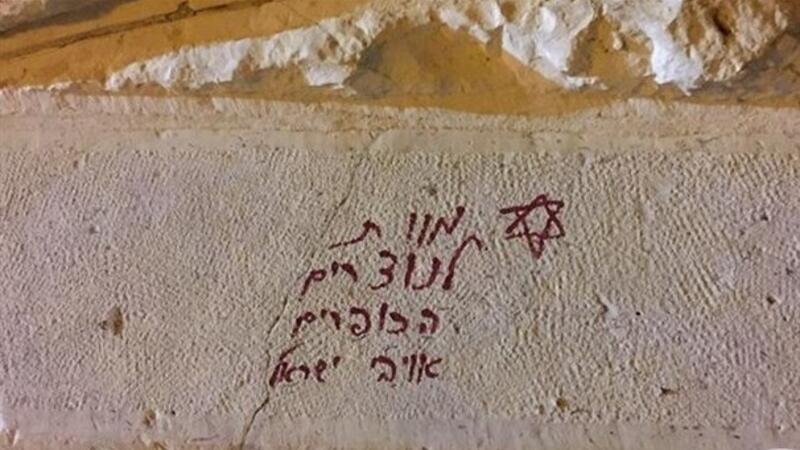 מוות
לנוצרים
הכופרים
אויבי ישראל